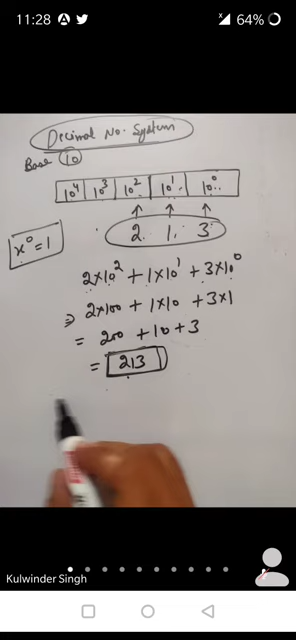 11:28 64%
Decimal No. System
Base 10
10⁴ 10³ 10² 10¹ 10⁰
2 1 3
x⁰=1
2×10² + 1×10¹ + 3×10⁰
⇒ 2×100 + 1×10 + 3×1
= 200 + 10 + 3
= 213
Kulwinder Singh